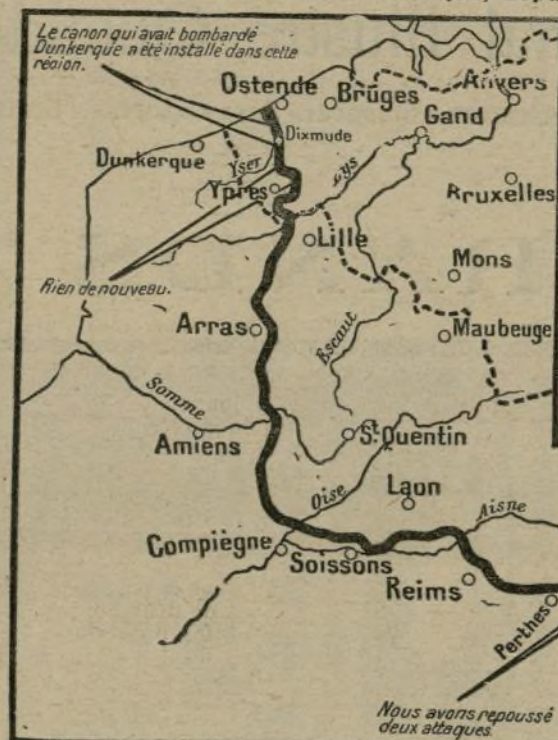 Le canon qui avait bombardé
Dunkerque a été installé dans cette
région.
Ostende
Bruges
Anvers
Gand
Dixmude
Dunkerque
Yser
Lys
Ypres
Bruxelles
Lille
Mons
Rien de nouveau.
Arras
Escaut
Maubeuge
Somme
Amiens
St. Quentin
Oise
Laon
Aisne
Compiègne
Soissons
Reims
Perthes
Nous avons repoussé
deux attaques.